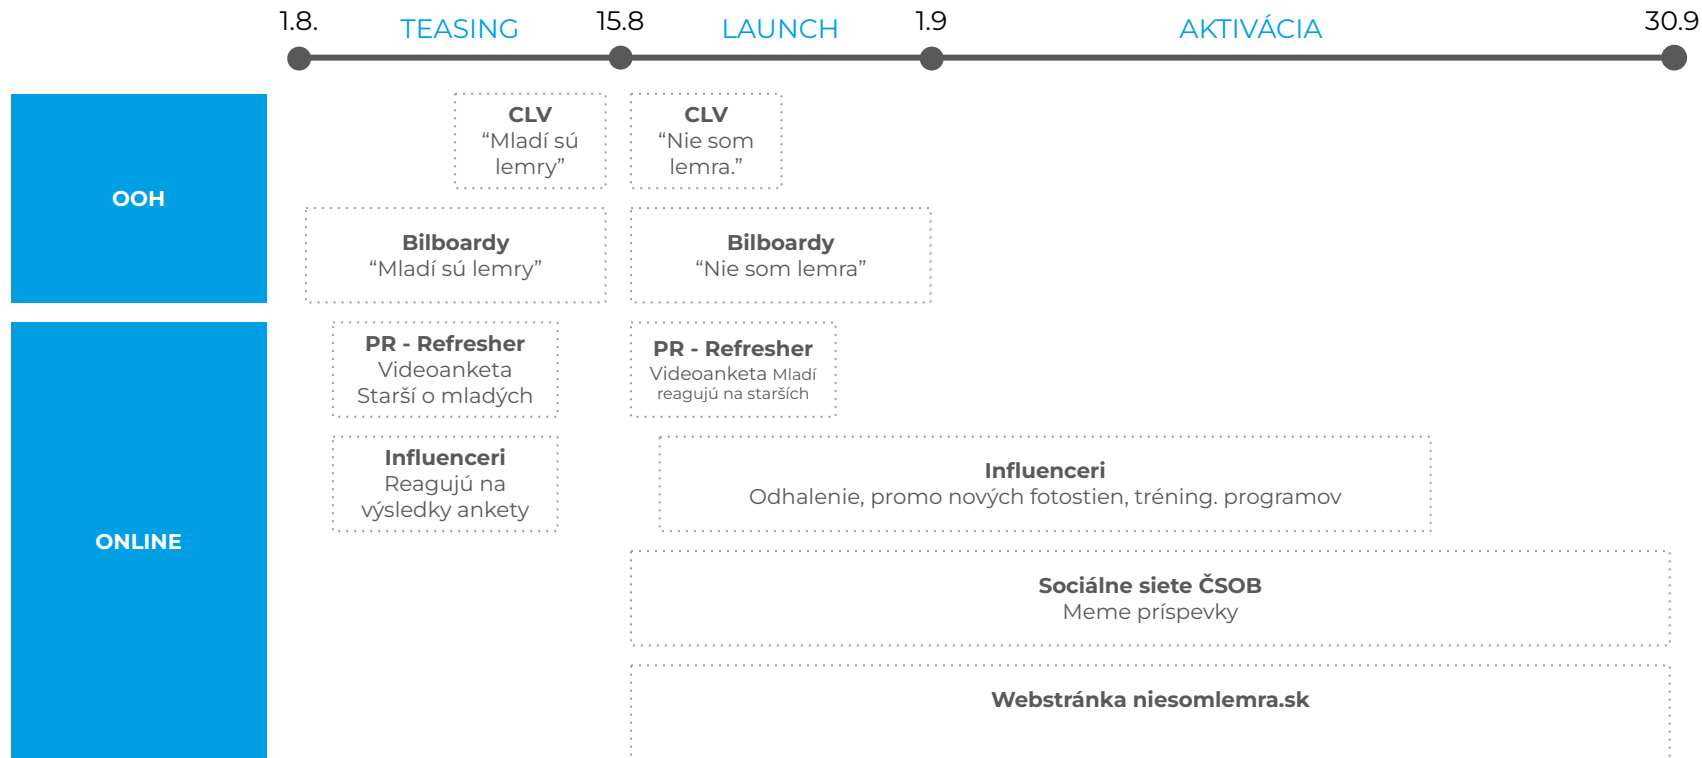 1.8.
TEASING
15.8
LAUNCH
1.9
AKTIVÁCIA
30.9
OOH
CLV
“Mladí sú
lemry”
CLV
“Nie som
lemra.”
Bilboardy
“Mladí sú lemry”
Bilboardy
“Nie som lemra”
ONLINE
PR - Refresher
Videoanketa
Starší o mladých
PR - Refresher
Videoanketa Mladí
reagujú na starších
Influenceri
Reagujú na
výsledky ankety
Influenceri
Odhalenie, promo nových fotostien, tréning. programov
Sociálne siete ČSOB
Meme príspevky
Webstránka niesomlemra.sk